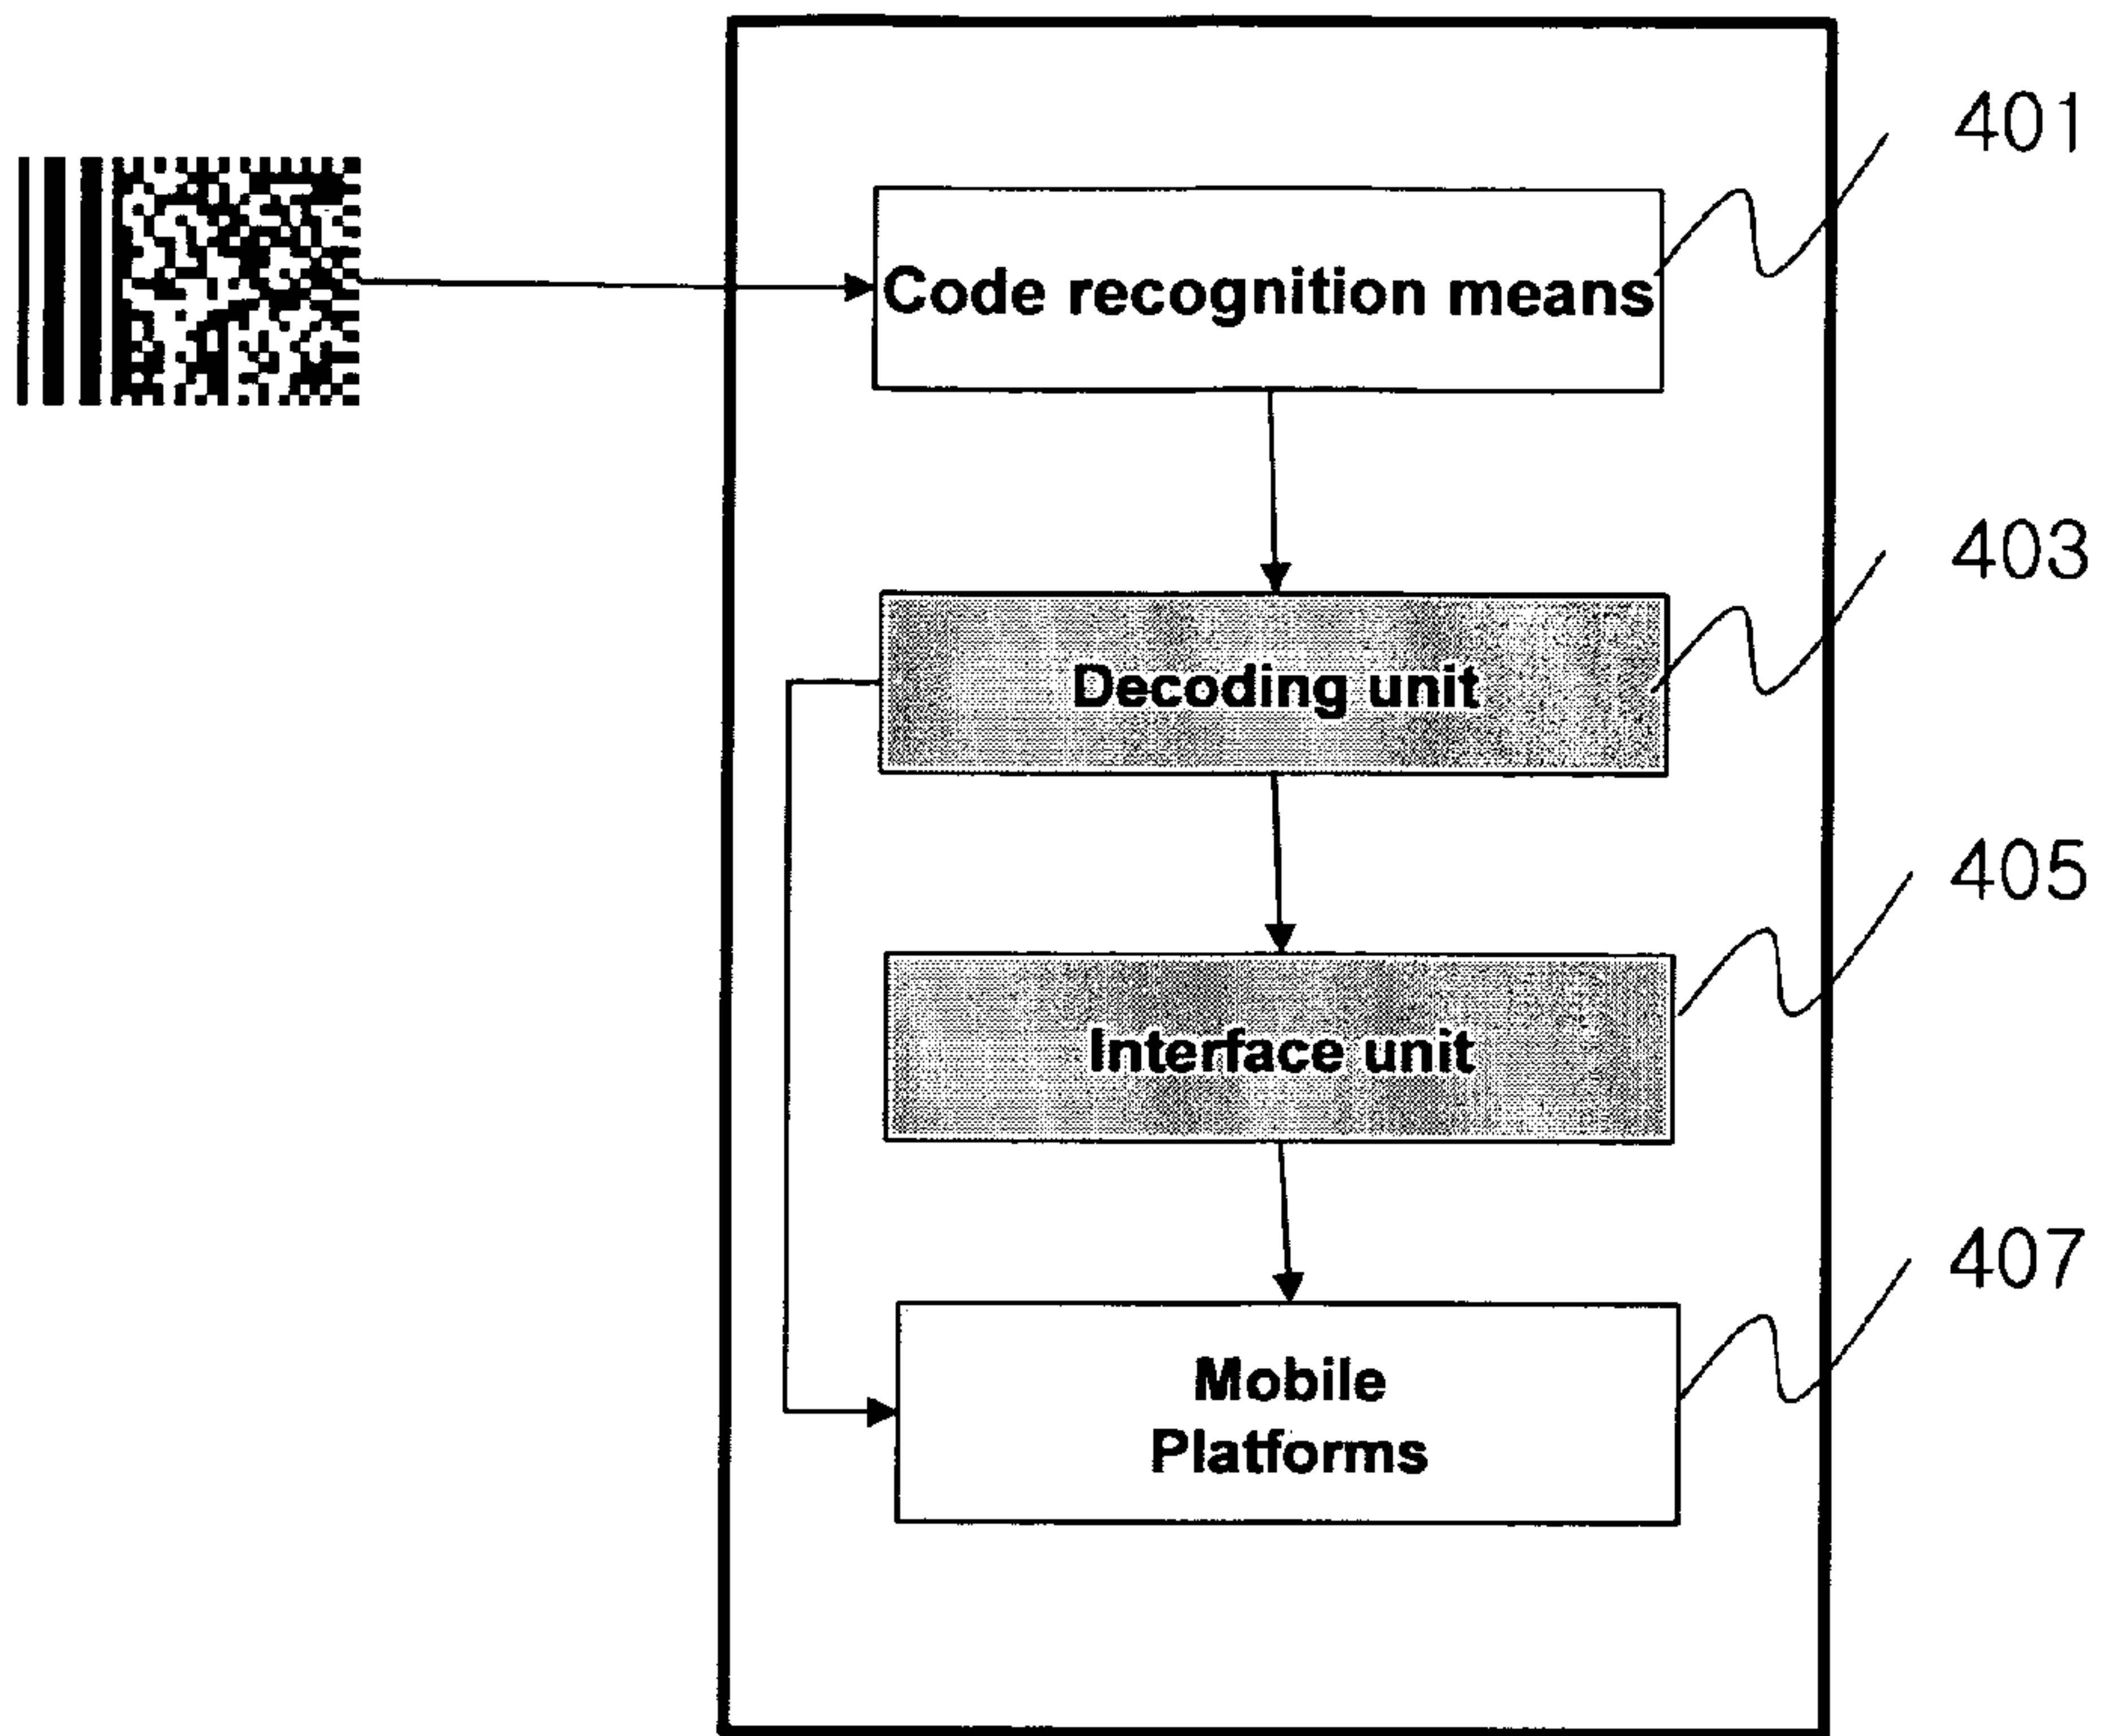 401
Code recognition means
403
Decoding unit
405
Interface unit
407
Mobile
Platforms